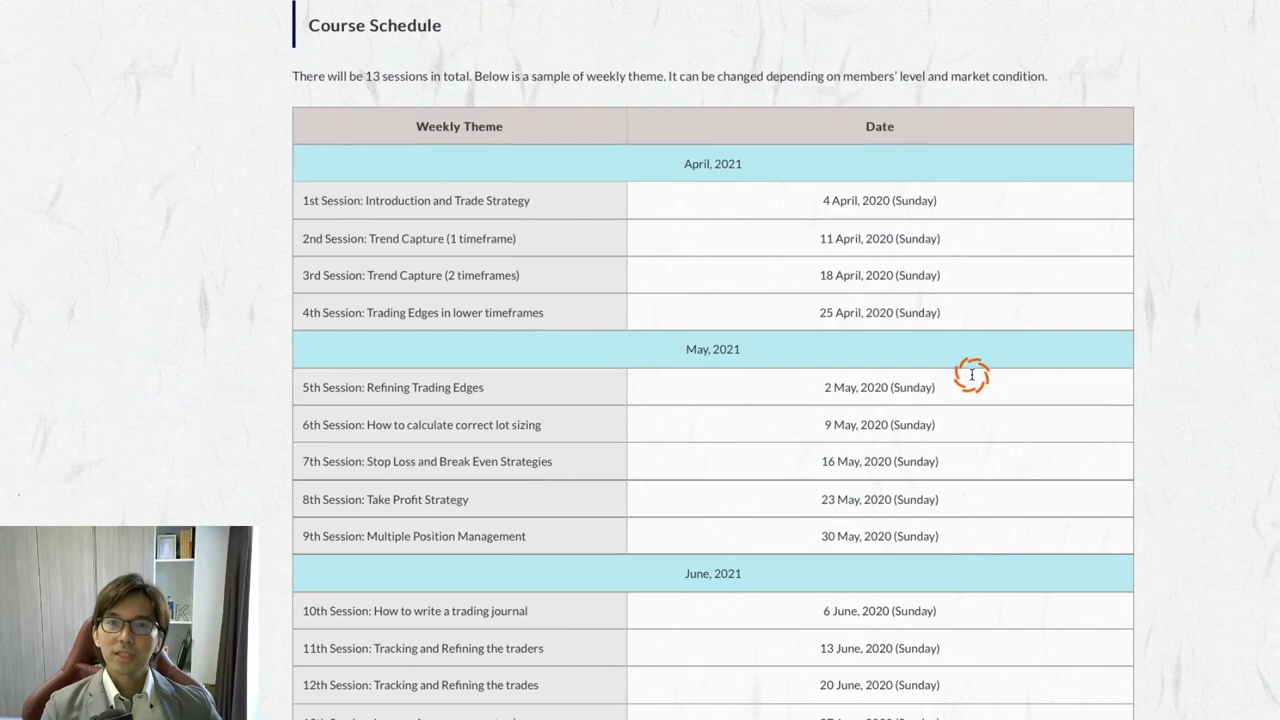 Course Schedule
There will be 13 sessions in total. Below is a sample of weekly theme. It can be changed depending on members' level and market condition.
Weekly Theme Date
April, 2021
1st Session: Introduction and Trade Strategy 4 April, 2020 (Sunday)
2nd Session: Trend Capture (1 timeframe) 11 April, 2020 (Sunday)
3rd Session: Trend Capture (2 timeframes) 18 April, 2020 (Sunday)
4th Session: Trading Edges in lower timeframes 25 April, 2020 (Sunday)
May, 2021
5th Session: Refining Trading Edges 2 May, 2020 (Sunday)
6th Session: How to calculate correct lot sizing 9 May, 2020 (Sunday)
7th Session: Stop Loss and Break Even Strategies 16 May, 2020 (Sunday)
8th Session: Take Profit Strategy 23 May, 2020 (Sunday)
9th Session: Multiple Position Management 30 May, 2020 (Sunday)
June, 2021
10th Session: How to write a trading journal 6 June, 2020 (Sunday)
11th Session: Tracking and Refining the traders 13 June, 2020 (Sunday)
12th Session: Tracking and Refining the trades 20 June, 2020 (Sunday)